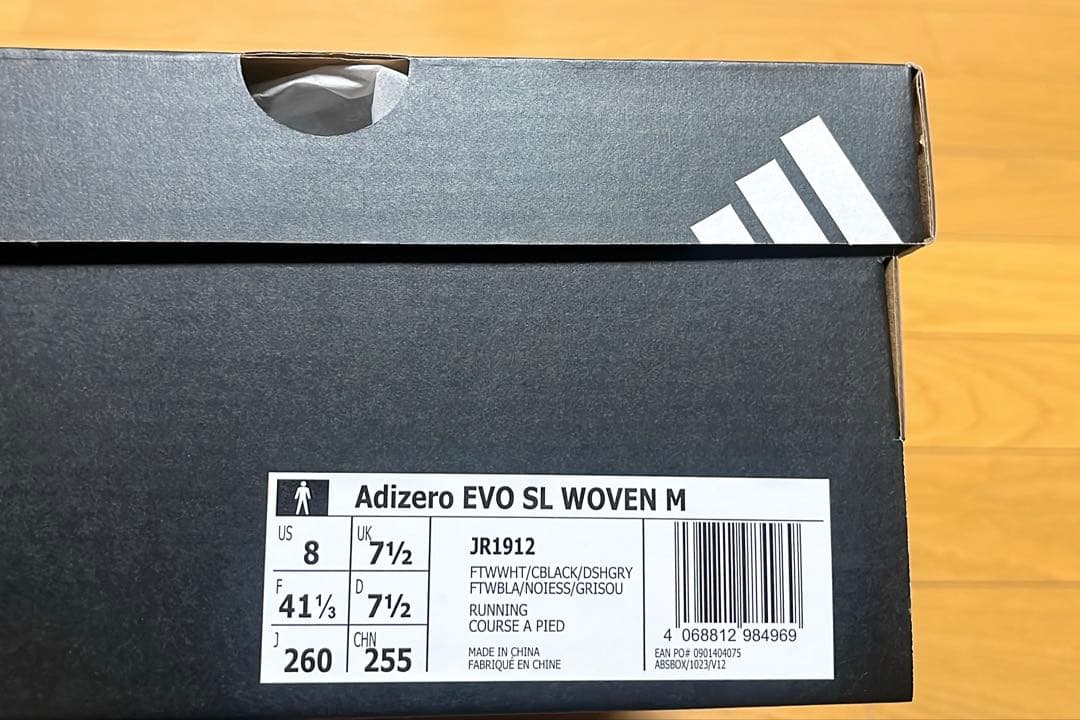 Adizero EVO SL WOVEN M
US 8
UK 7½
F 41⅓
D 7½
J 260
CHN 255
JR1912
FTWWHT/CBLACK/DSHGRY
FTWBLA/NOIESS/GRISOU
RUNNING
COURSE A PIED
MADE IN CHINA
FABRIQUÉ EN CHINE
4 068812 984969
EAN PO# 0901404075
ABSBOX/1023/V12